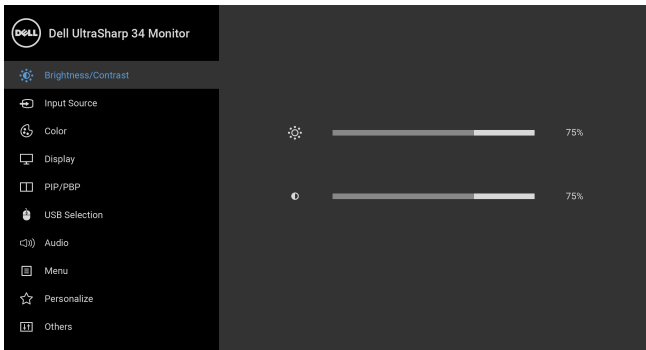 DELL Dell UltraSharp 34 Monitor
Brightness/Contrast
Input Source
Color
75%
Display
PIP/PBP
75%
USB Selection
Audio
Menu
Personalize
Others